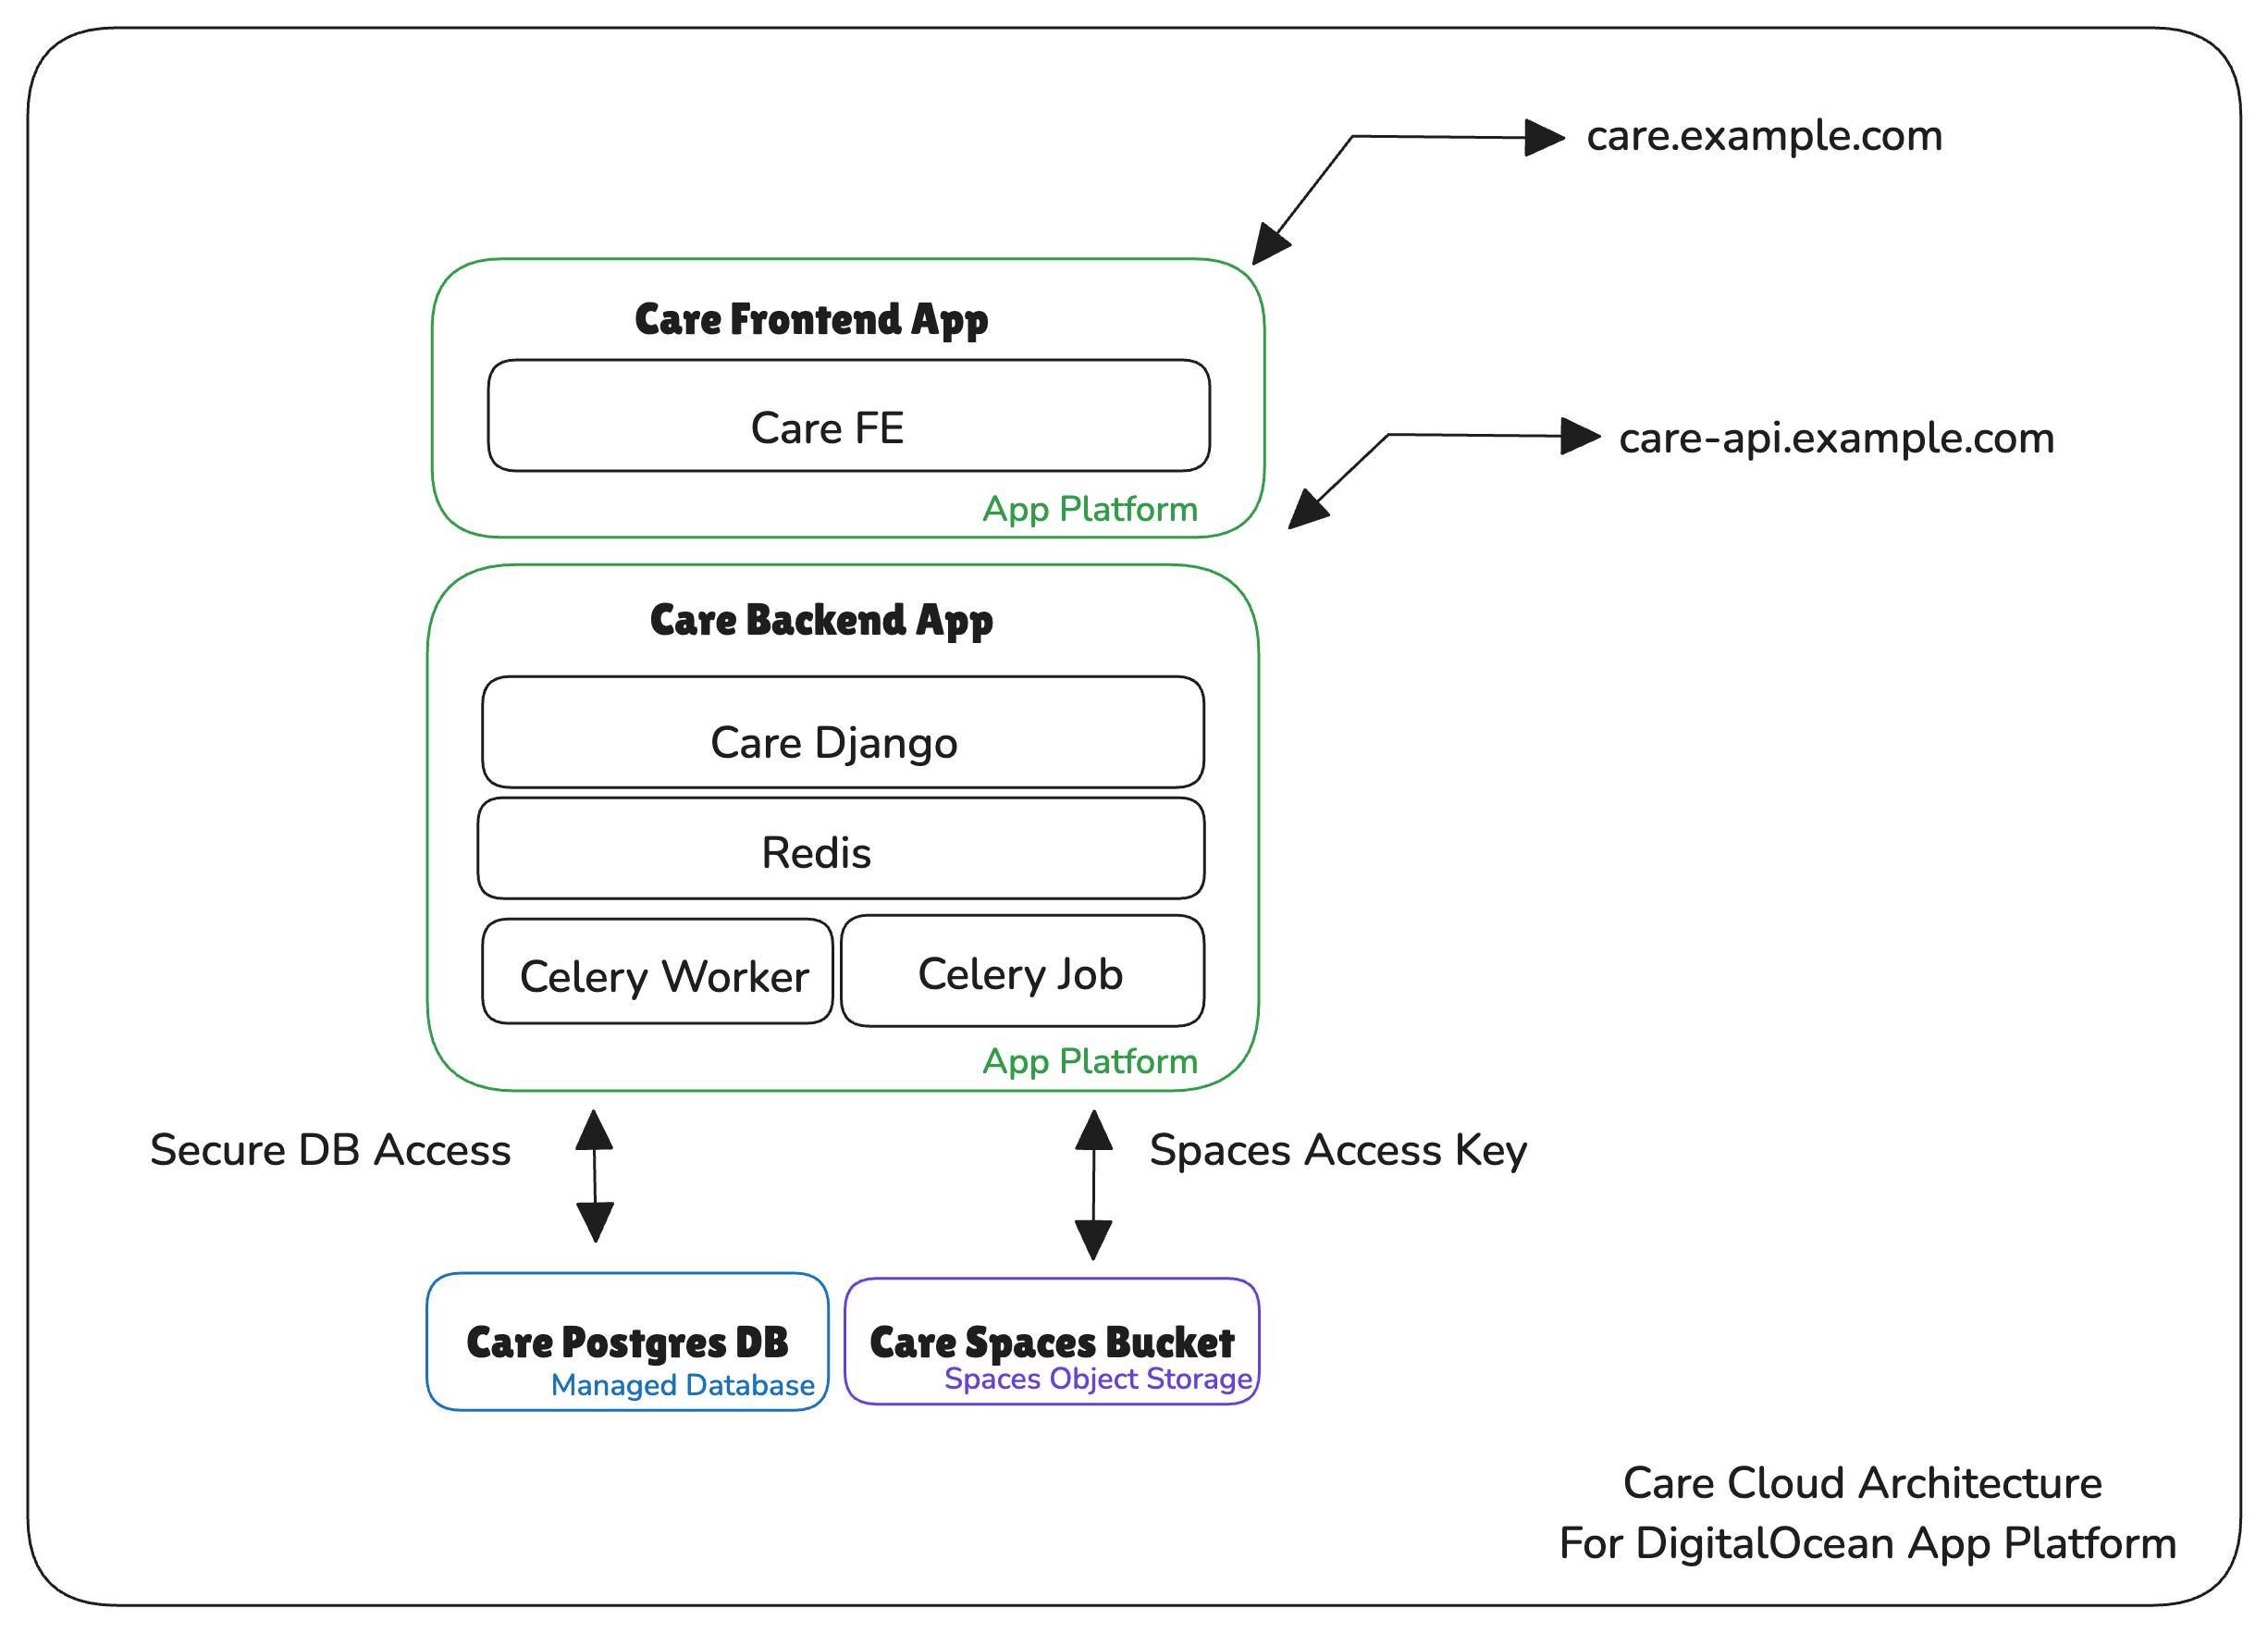 care.example.com
Care Frontend App
Care FE
care-api.example.com
App Platform
Care Backend App
Care Django
Redis
Celery Worker
Celery Job
App Platform
Secure DB Access
Spaces Access Key
Care Postgres DB
Managed Database
Care Spaces Bucket
Spaces Object Storage
Care Cloud Architecture
For DigitalOcean App Platform